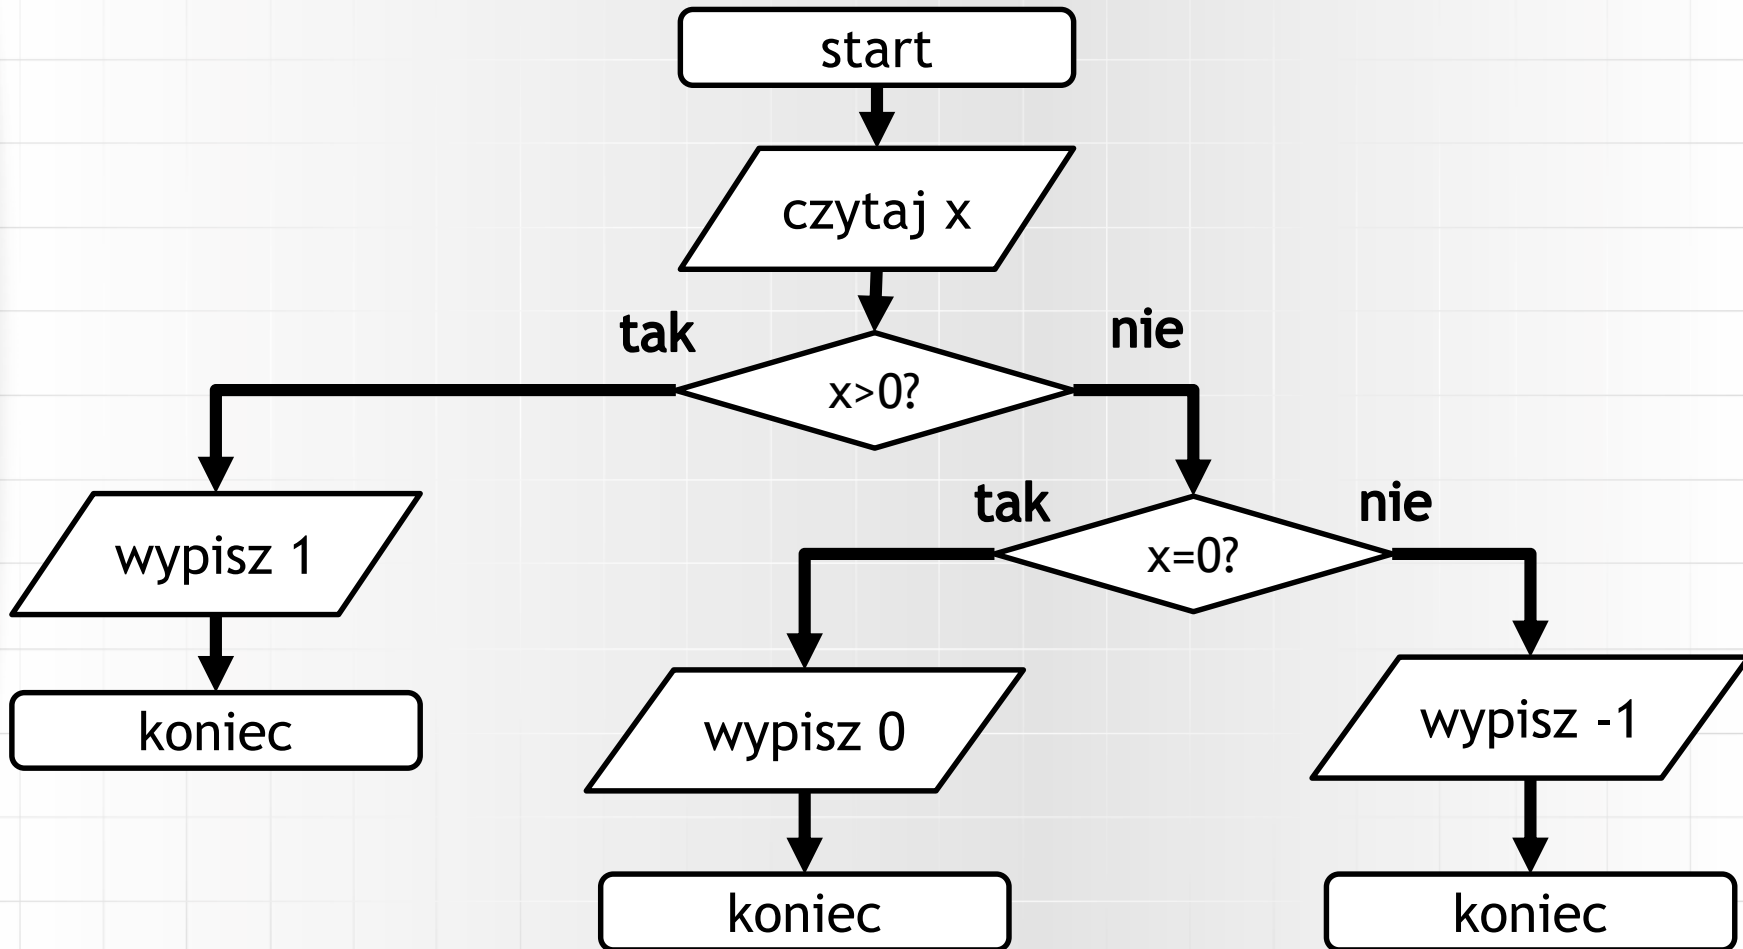 start
czytaj x
tak
nie
x>0?
tak
nie
wypisz 1
x=0?
koniec
wypisz 0
wypisz -1
koniec
koniec